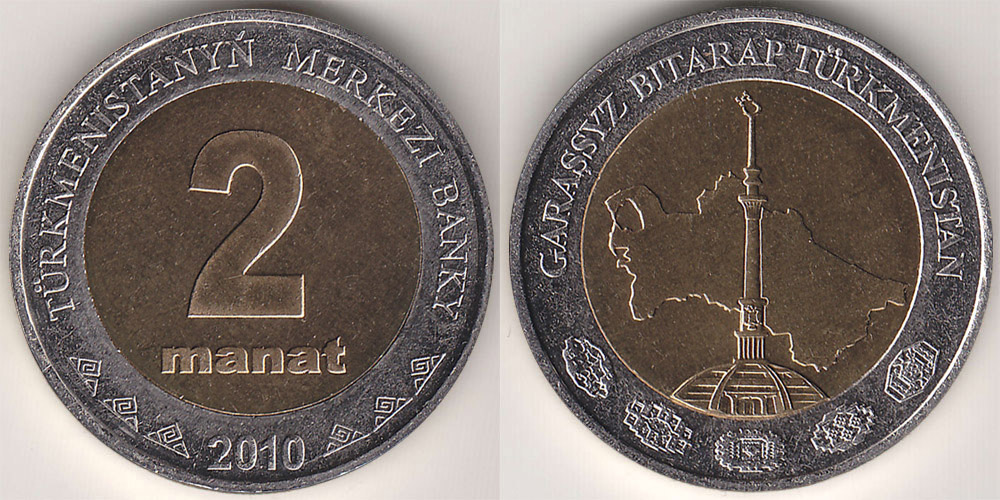 TÜRKMENISTANYŇ MERKEZI BANKY
2
manat
2010
GARAŞSYZ BITARAP TÜRKMENISTAN